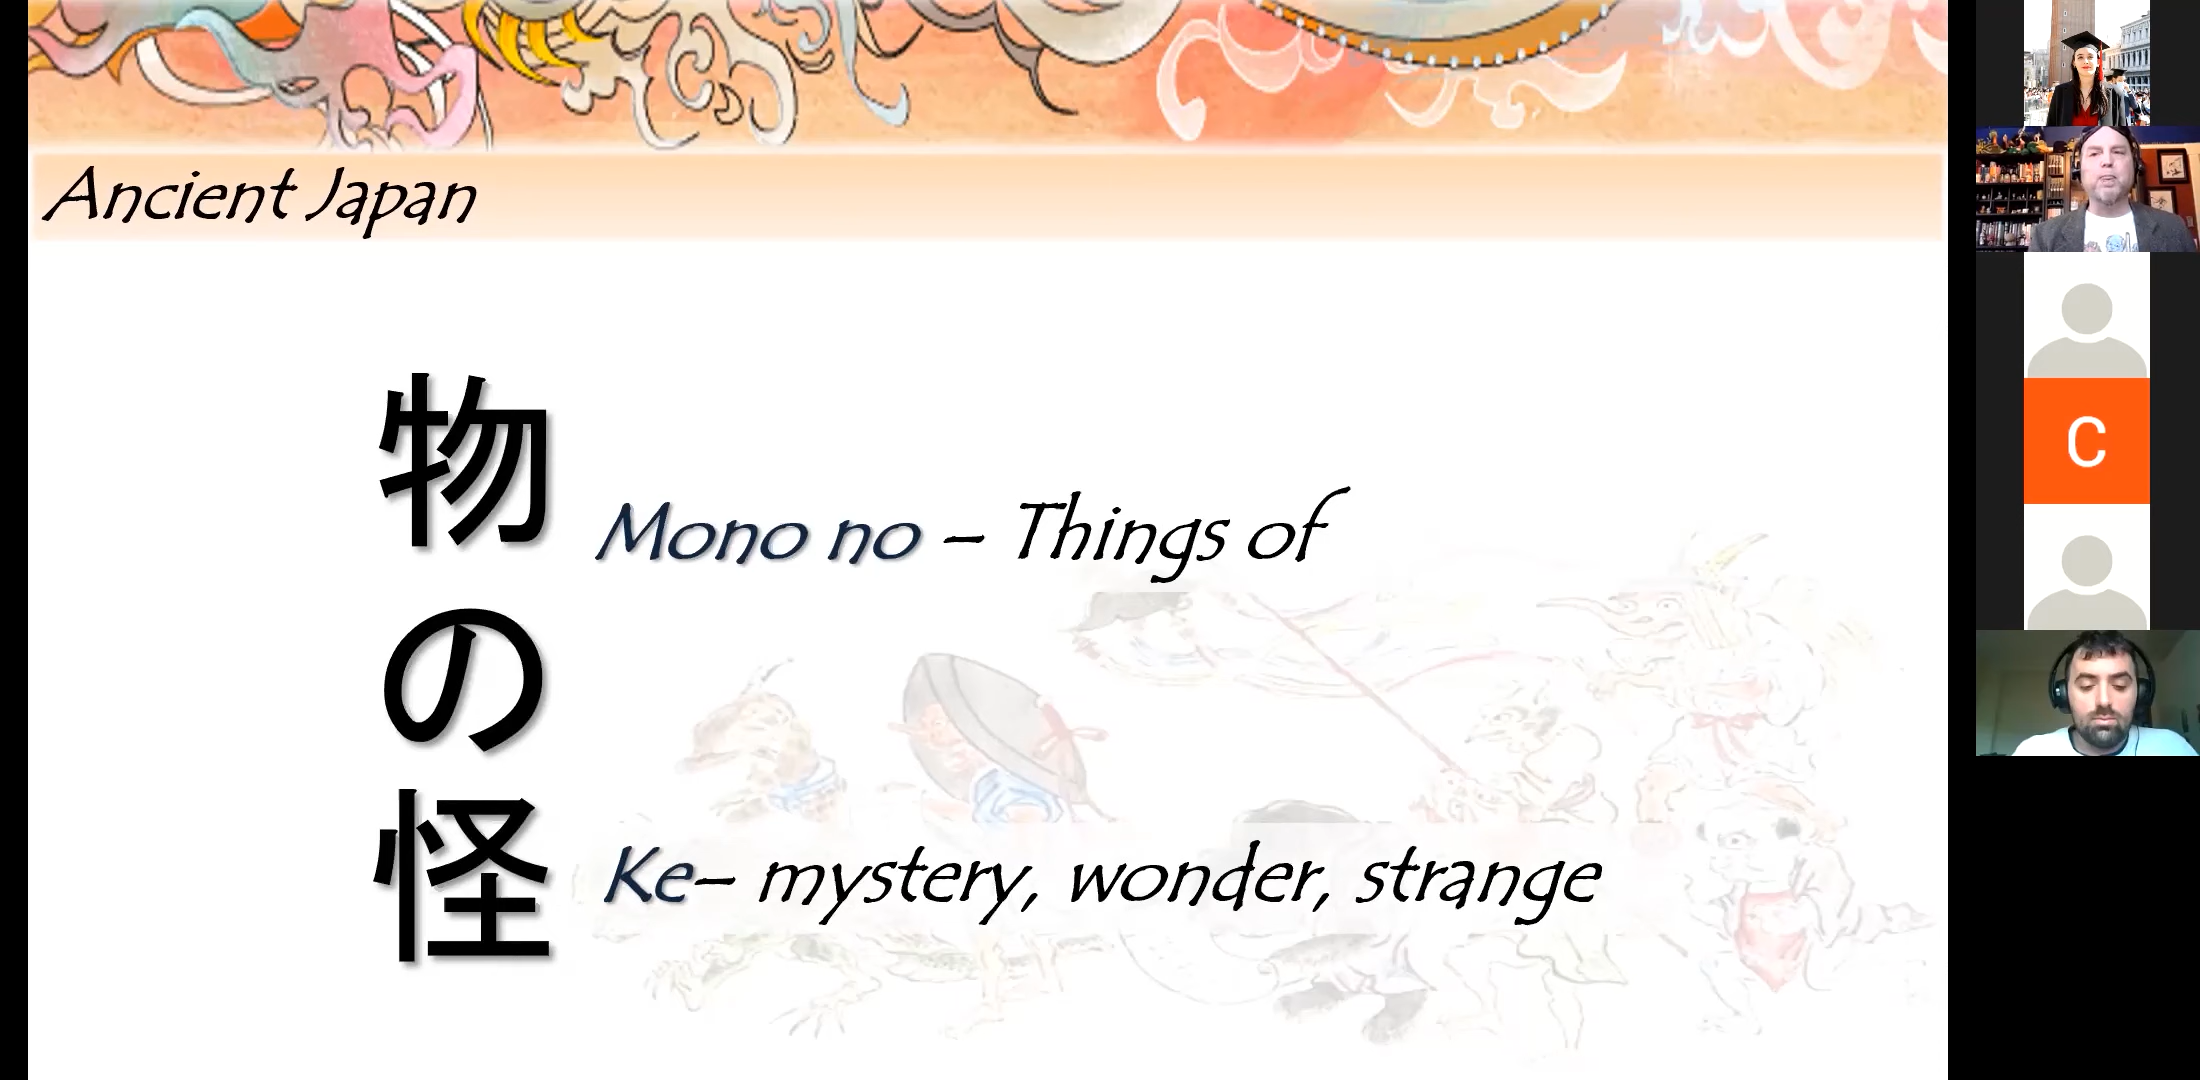 Ancient Japan
物の怪
Mono no – Things of
Ke– mystery, wonder, strange
C